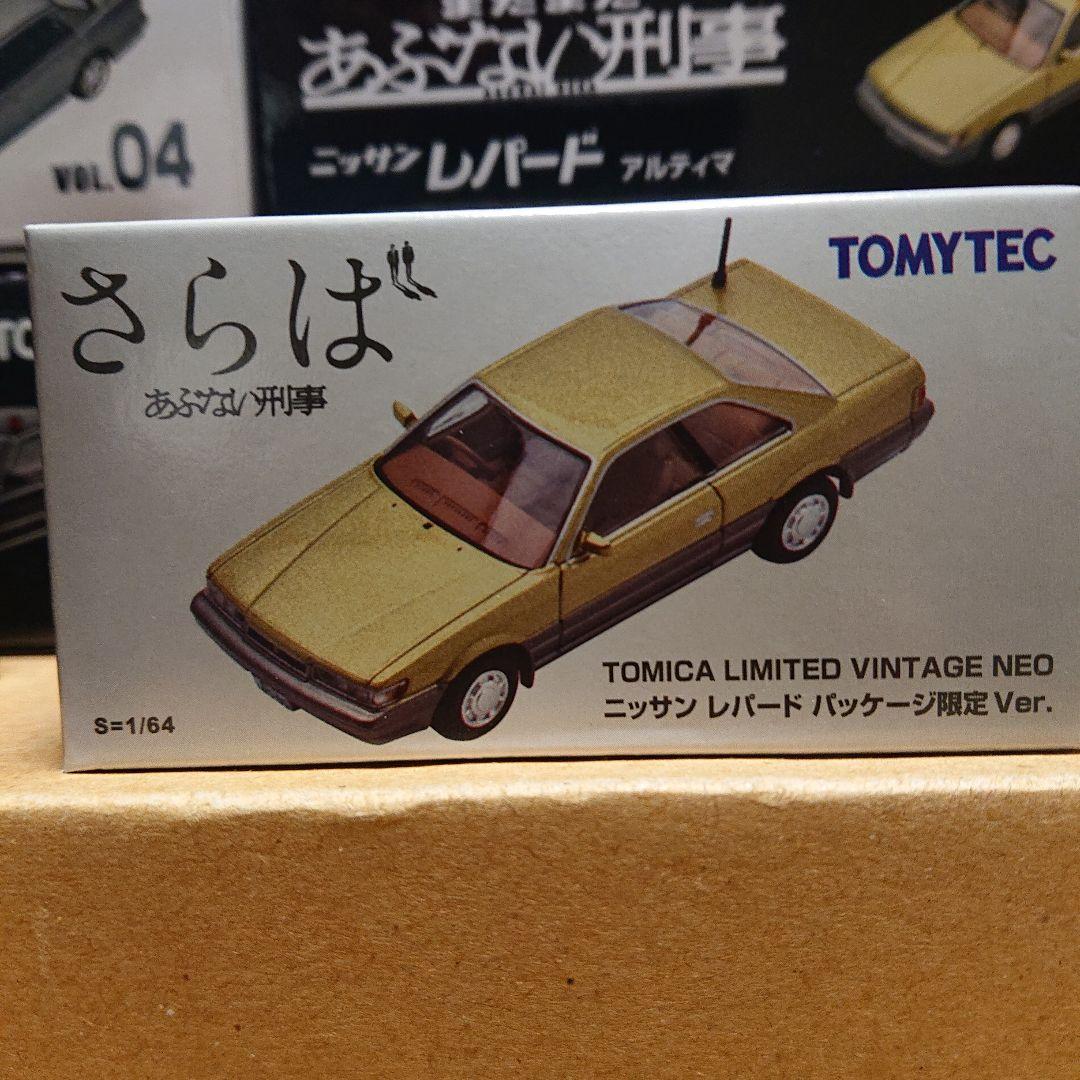 あぶない刑事
ニッサン レパード アルティマ
VOL.04
さらば
あぶない刑事
TOMYTEC
TOMICA LIMITED VINTAGE NEO
ニッサン レパード パッケージ限定 Ver.
S=1/64